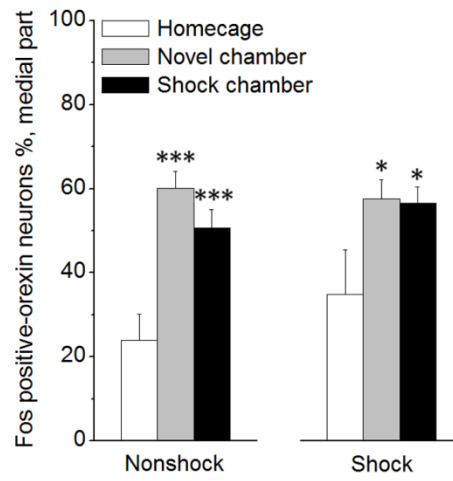 Fos positive-orexin neurons %, medial part
100
80
60
40
20
0
Homecage
Novel chamber
Shock chamber
***
***
*
*
Nonshock
Shock